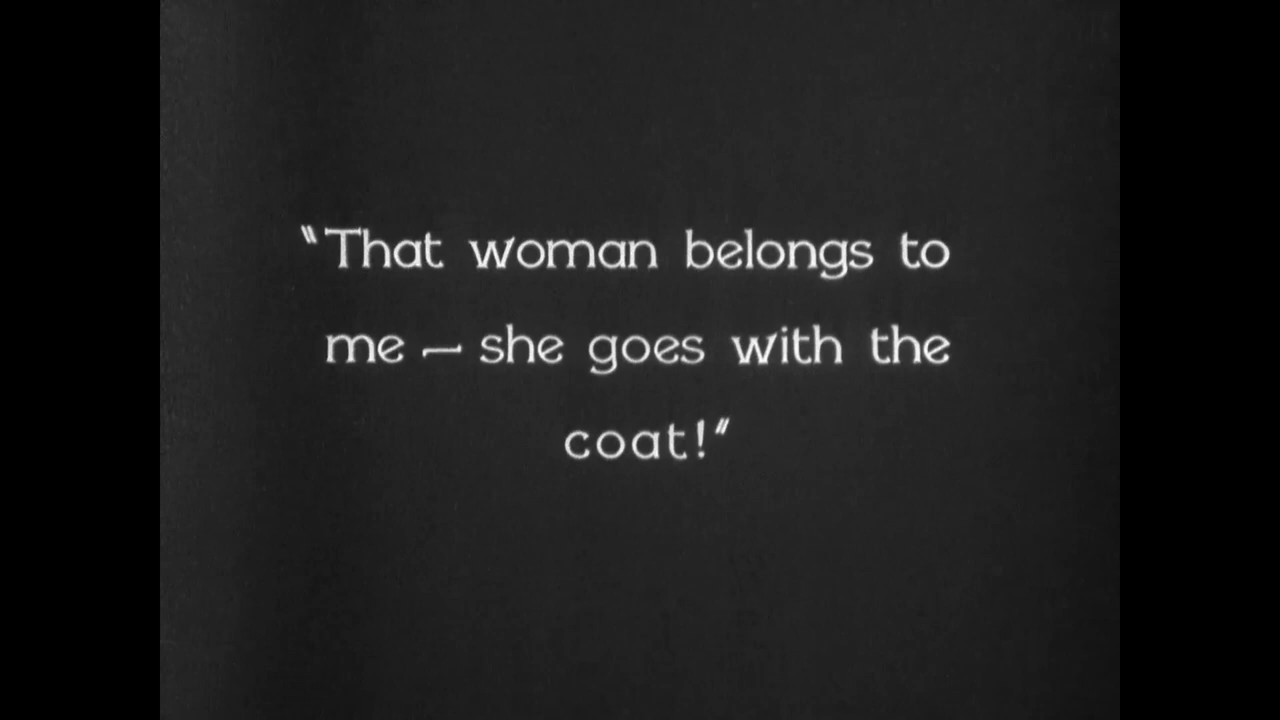 "That woman belongs to
me — she goes with the
coat!"